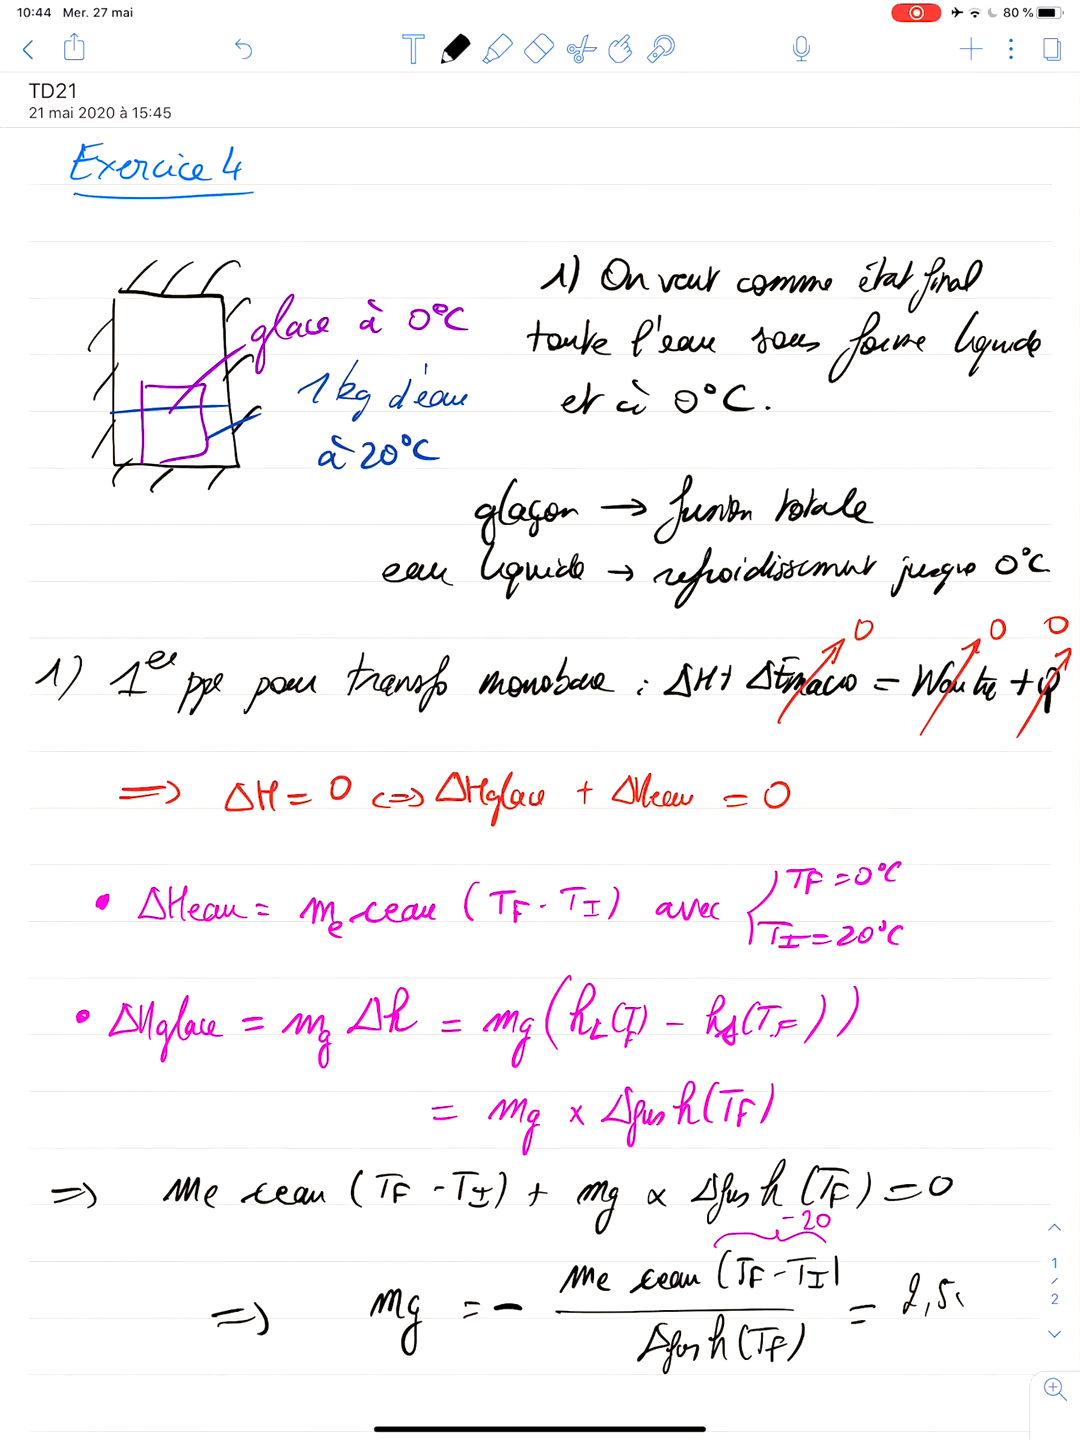 10:44 Mer. 27 mai 80 %
TD21
21 mai 2020 à 15:45
Exercice 4
glace à 0°C
1 kg d'eau
à 20°C
1) On veut comme état final
toute l'eau sous forme liquide
et à 0°C.
glaçon → fusion totale
eau liquide → refroidissement jusqu'à 0°C
0 0 0
1) 1er ppe pour transfo monobare : ΔH + ΔEmacro = Wautre + Q
=> ΔH = 0 <=> ΔHglace + ΔHeau = 0
• ΔHeau = me ceau (TF - TI) avec { TF = 0°C
TI = 20°C
• ΔHglace = mg Δh = mg (hL(TF) - hs(TF))
= mg × Δfus h(TF)
=> me ceau (TF - TI) + mg × Δfus h (TF) = 0
-20
=> mg = - me ceau (TF - TI) / Δfus h(TF) = 2,5
1
/
2